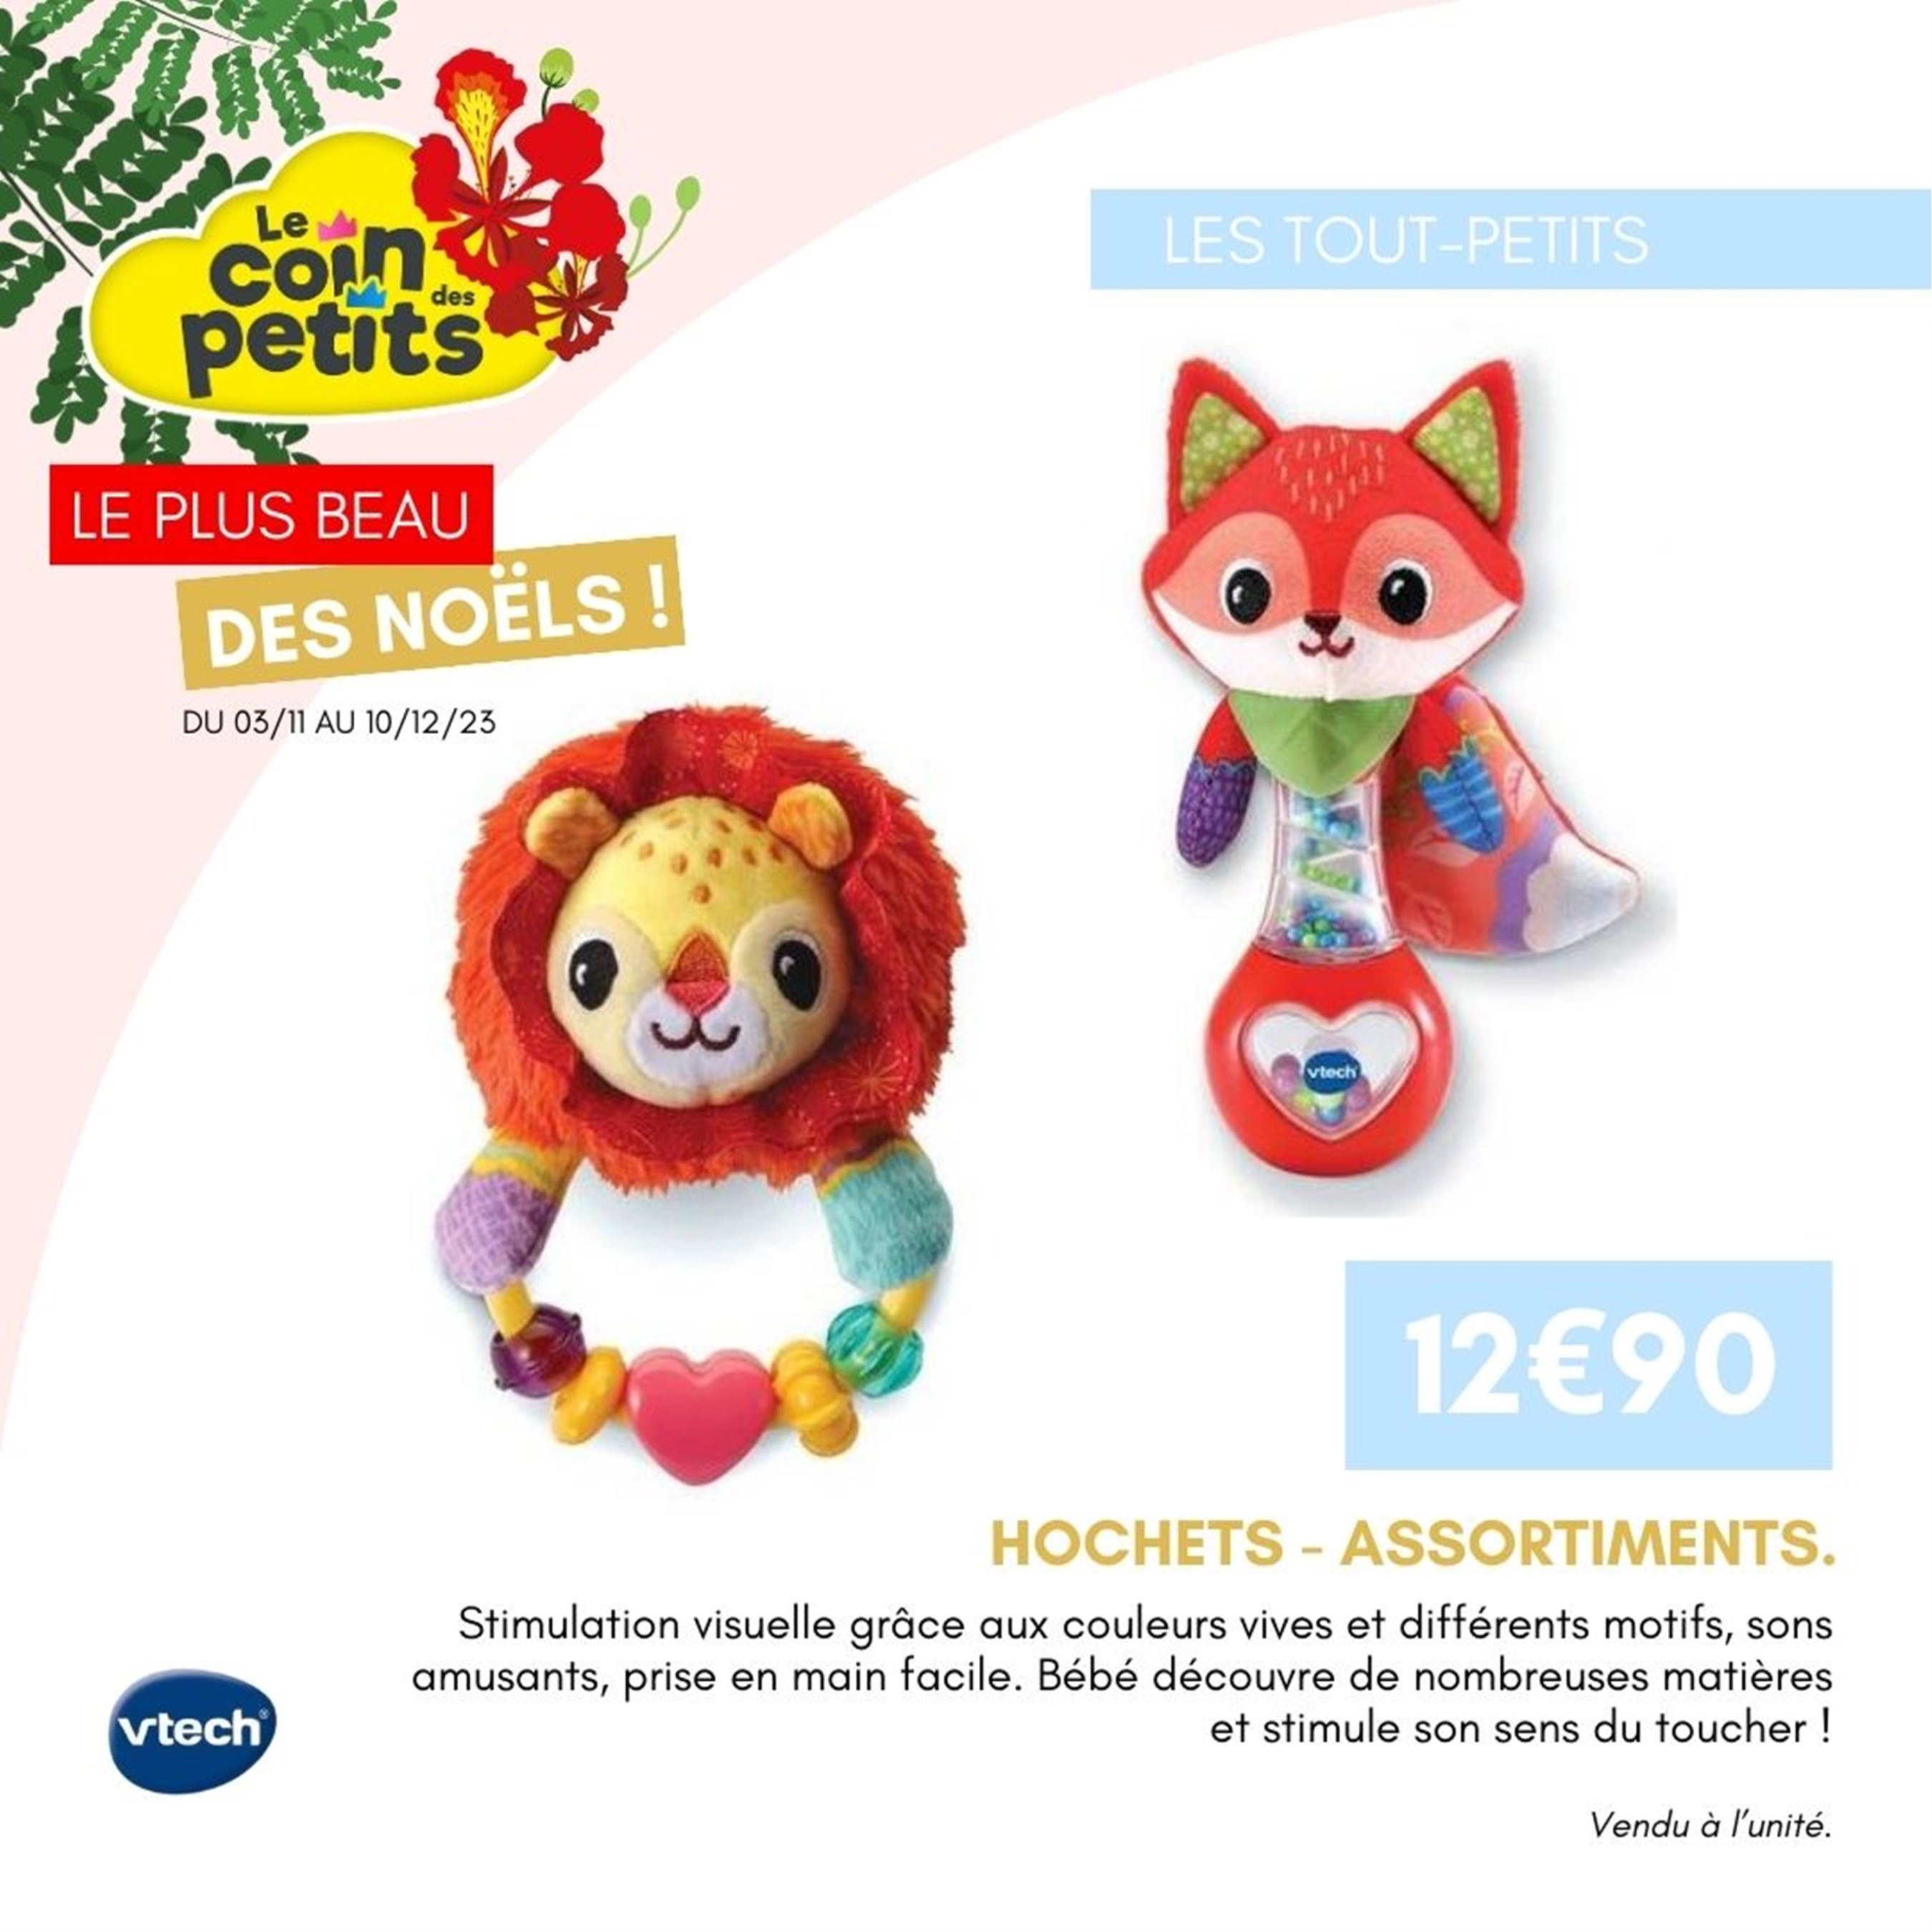 Le
coin
des
petits
LES TOUT-PETITS
LE PLUS BEAU
DES NOËLS !
DU 03/11 AU 10/12/23
vtech
12€90
HOCHETS - ASSORTIMENTS.
Stimulation visuelle grâce aux couleurs vives et différents motifs, sons
amusants, prise en main facile. Bébé découvre de nombreuses matières
et stimule son sens du toucher !
vtech®
Vendu à l'unité.